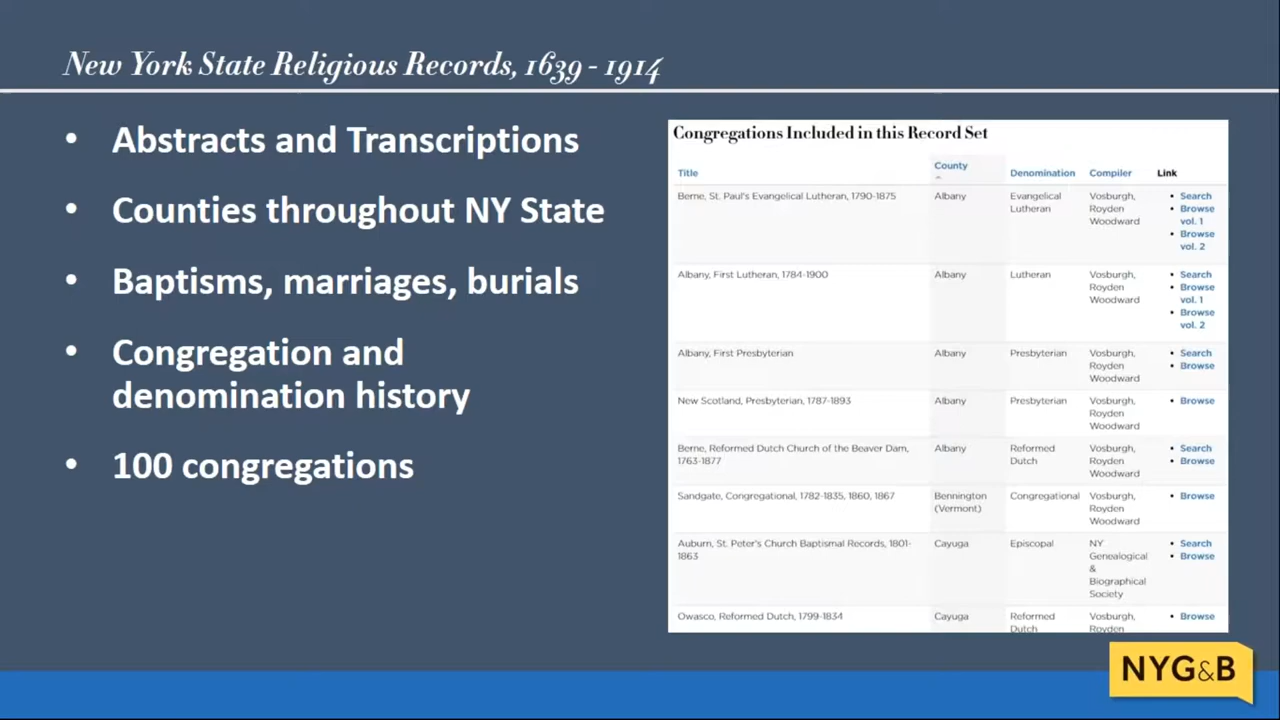 New York State Religious Records, 1639 - 1914
• Abstracts and Transcriptions
• Counties throughout NY State
• Baptisms, marriages, burials
• Congregation and
denomination history
• 100 congregations
Congregations Included in this Record Set
Title County Denomination Compiler Link
Berne, St. Paul's Evangelical Lutheran, 1790-1875 Albany Evangelical Vosburgh, • Search
Lutheran Royden • Browse
Woodward vol. 1
• Browse
vol. 2
Albany, First Lutheran, 1784-1900 Albany Lutheran Vosburgh, • Search
Royden • Browse
Woodward vol. 1
• Browse
vol. 2
Albany, First Presbyterian Albany Presbyterian Vosburgh, • Search
Royden • Browse
Woodward
New Scotland, Presbyterian, 1787-1893 Albany Presbyterian Vosburgh, • Browse
Royden
Woodward
Berne, Reformed Dutch Church of the Beaver Dam, Albany Reformed Vosburgh, • Search
1763-1877 Dutch Royden • Browse
Woodward
Sandgate, Congregational, 1782-1835, 1860, 1867 Bennington Congregational Vosburgh, • Browse
(Vermont) Royden
Woodward
Auburn, St. Peter's Church Baptismal Records, 1801- Cayuga Episcopal NY • Search
1863 Genealogical • Browse
&
Biographical
Society
Owasco, Reformed Dutch, 1799-1834 Cayuga Reformed Vosburgh, • Browse
Dutch Royden
NYG&B